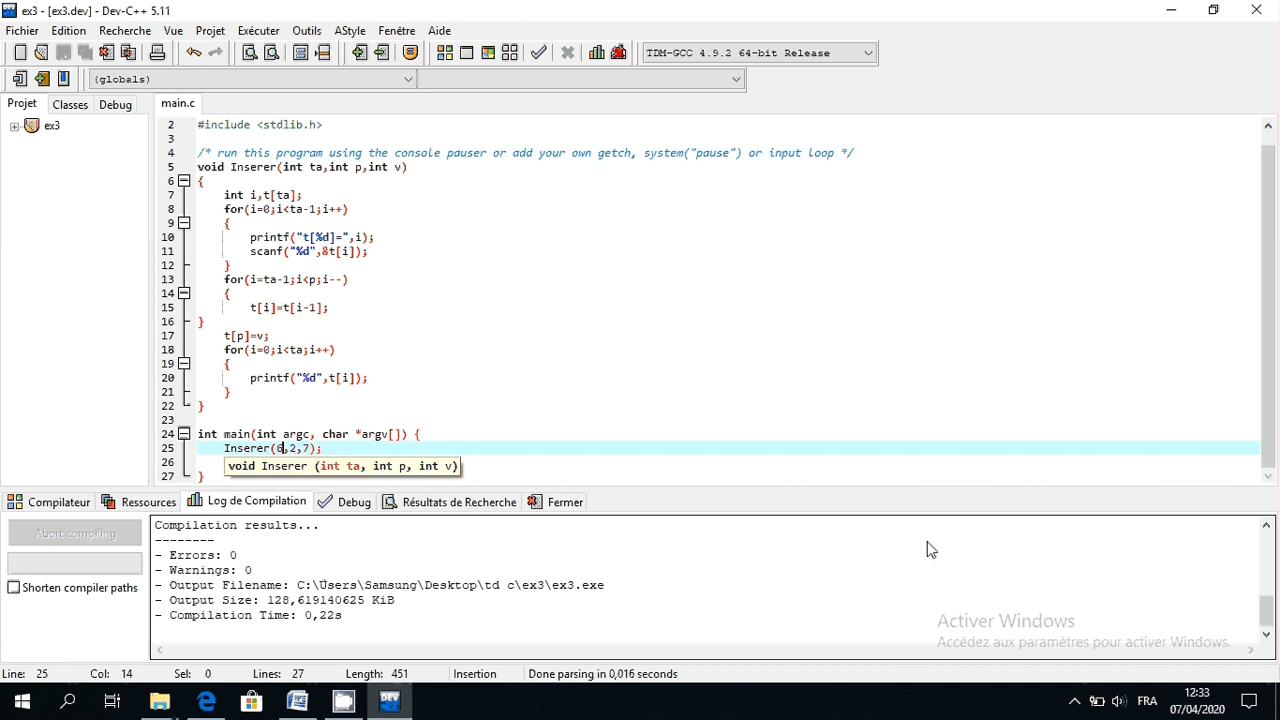 ex3 - [ex3.dev] - Dev-C++ 5.11
Fichier Edition Recherche Vue Projet Exécuter Outils AStyle Fenêtre Aide
TDM-GCC 4.9.2 64-bit Release
(globals)
Projet Classes Debug main.c
ex3
2 #include <stdlib.h>
3
4 /* run this program using the console pauser or add your own getch, system("pause") or input loop */
5 void Inserer(int ta,int p,int v)
6 {
7 int i,t[ta];
8 for(i=0;i<ta-1;i++)
9 {
10 printf("t[%d]=",i);
11 scanf("%d",&t[i]);
12 }
13 for(i=ta-1;i<p;i--)
14 {
15 t[i]=t[i-1];
16 }
17 t[p]=v;
18 for(i=0;i<ta;i++)
19 {
20 printf("%d",t[i]);
21 }
22 }
23
24 int main(int argc, char *argv[]) {
25 Inserer(6,2,7);
26 void Inserer (int ta, int p, int v)
27 }
Compilateur Ressources Log de Compilation Debug Résultats de Recherche Fermer
Abort compiling
Shorten compiler paths
Compilation results...
--------
- Errors: 0
- Warnings: 0
- Output Filename: C:\Users\Samsung\Desktop\td c\ex3\ex3.exe
- Output Size: 128,619140625 KiB
- Compilation Time: 0,22s
Activer Windows
Accédez aux paramètres pour activer Windows.
Line: 25 Col: 14 Sel: 0 Lines: 27 Length: 451 Insertion Done parsing in 0,016 seconds
DEV
FRA
12:33
07/04/2020